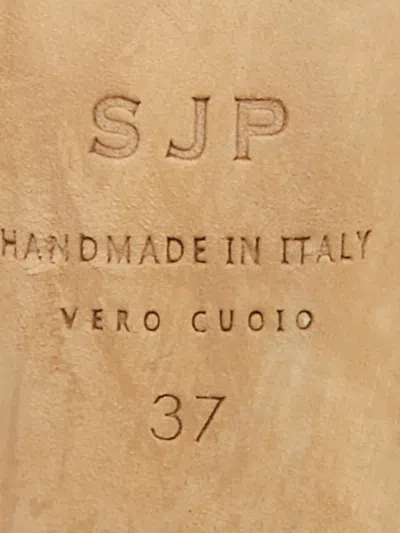 SJP
HANDMADE IN ITALY
VERO CUOIO
37